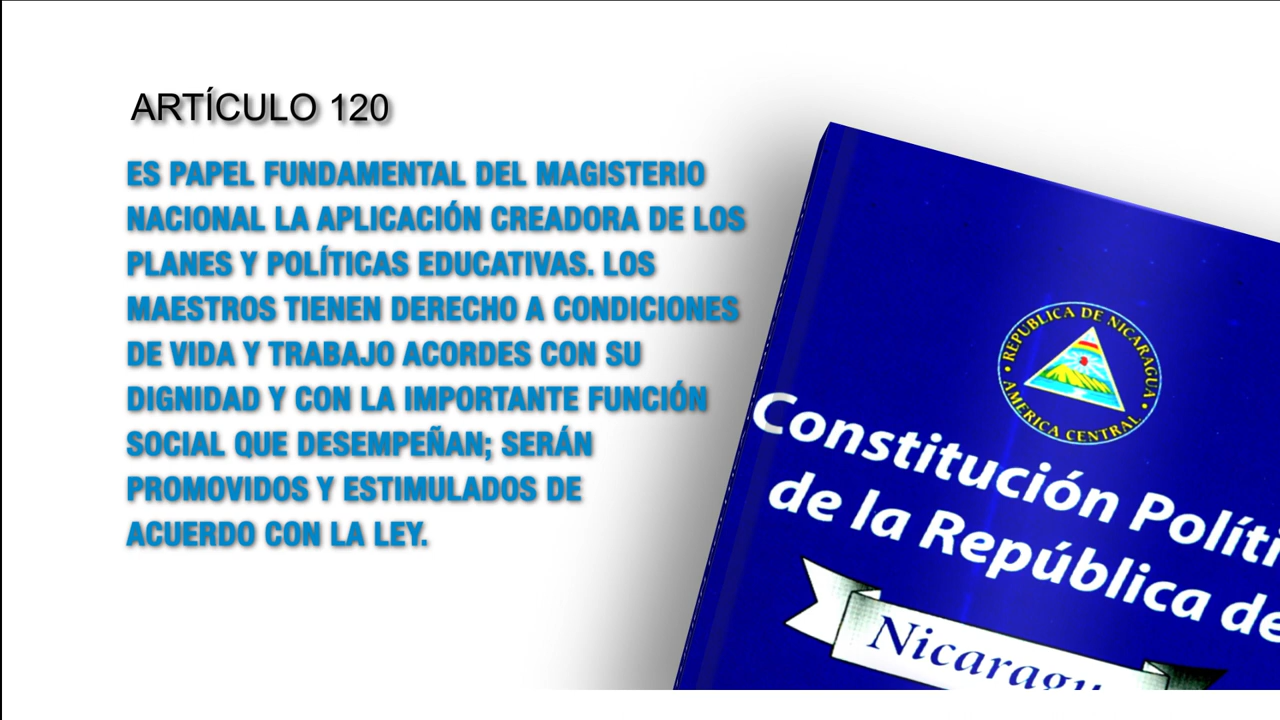 ARTÍCULO 120
ES PAPEL FUNDAMENTAL DEL MAGISTERIO
NACIONAL LA APLICACIÓN CREADORA DE LOS
PLANES Y POLÍTICAS EDUCATIVAS. LOS
MAESTROS TIENEN DERECHO A CONDICIONES
DE VIDA Y TRABAJO ACORDES CON SU
DIGNIDAD Y CON LA IMPORTANTE FUNCIÓN
SOCIAL QUE DESEMPEÑAN; SERÁN
PROMOVIDOS Y ESTIMULADOS DE
ACUERDO CON LA LEY.
REPUBLICA DE NICARAGUA
AMERICA CENTRAL
Constitución Políti
de la República de
Nicaragu